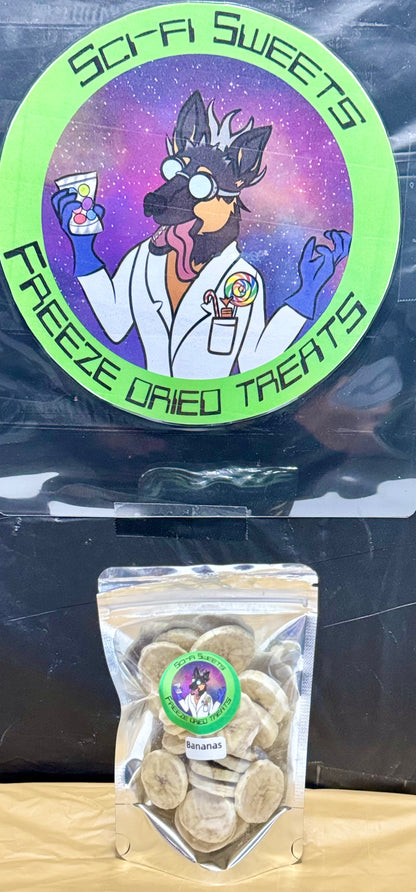 Sci-Fi Sweets
Freeze Dried Treats
Sci-Fi Sweets
Freeze Dried Treats
Bananas